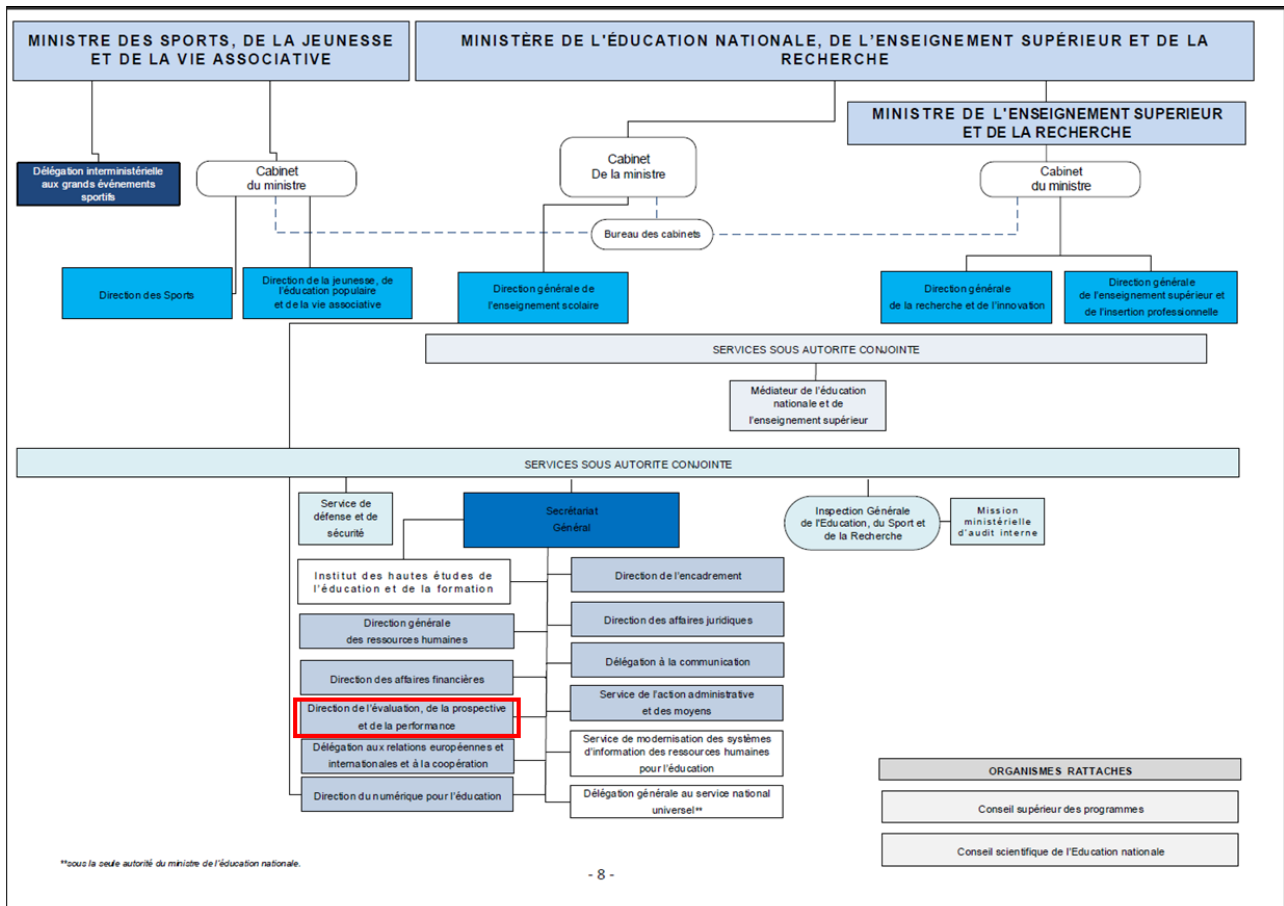 MINISTRE DES SPORTS, DE LA JEUNESSE
ET DE LA VIE ASSOCIATIVE
MINISTÈRE DE L'ÉDUCATION NATIONALE, DE L'ENSEIGNEMENT SUPÉRIEUR ET DE LA
RECHERCHE
MINISTRE DE L'ENSEIGNEMENT SUPERIEUR
ET DE LA RECHERCHE
Délégation interministérielle
aux grands événements
sportifs
Cabinet
du ministre
Cabinet
De la ministre
Cabinet
du ministre
Bureau des cabinets
Direction des Sports
Direction de la jeunesse, de
l'éducation populaire
et de la vie associative
Direction générale de
l'enseignement scolaire
Direction générale
de la recherche et de l'innovation
Direction générale
de l'enseignement supérieur et
de l'insertion professionnelle
SERVICES SOUS AUTORITE CONJOINTE
Médiateur de l'éducation
nationale et de
l'enseignement supérieur
SERVICES SOUS AUTORITE CONJOINTE
Service de
défense et de
sécurité
Secrétariat
Général
Inspection Générale
de l'Education, du Sport et
de la Recherche
Mission
ministérielle
d'audit interne
Institut des hautes études de
l'éducation et de la formation
Direction de l'encadrement
Direction générale
des ressources humaines
Direction des affaires juridiques
Direction des affaires financières
Délégation à la communication
Direction de l'évaluation, de la prospective
et de la performance
Service de l'action administrative
et des moyens
Délégation aux relations européennes et
internationales et à la coopération
Service de modernisation des systèmes
d'information des ressources humaines
pour l'éducation
Direction du numérique pour l'éducation
Délégation générale au service national
universel**
ORGANISMES RATTACHES
Conseil supérieur des programmes
Conseil scientifique de l'Education nationale
**sous la seule autorité du ministre de l'éducation nationale.
- 8 -